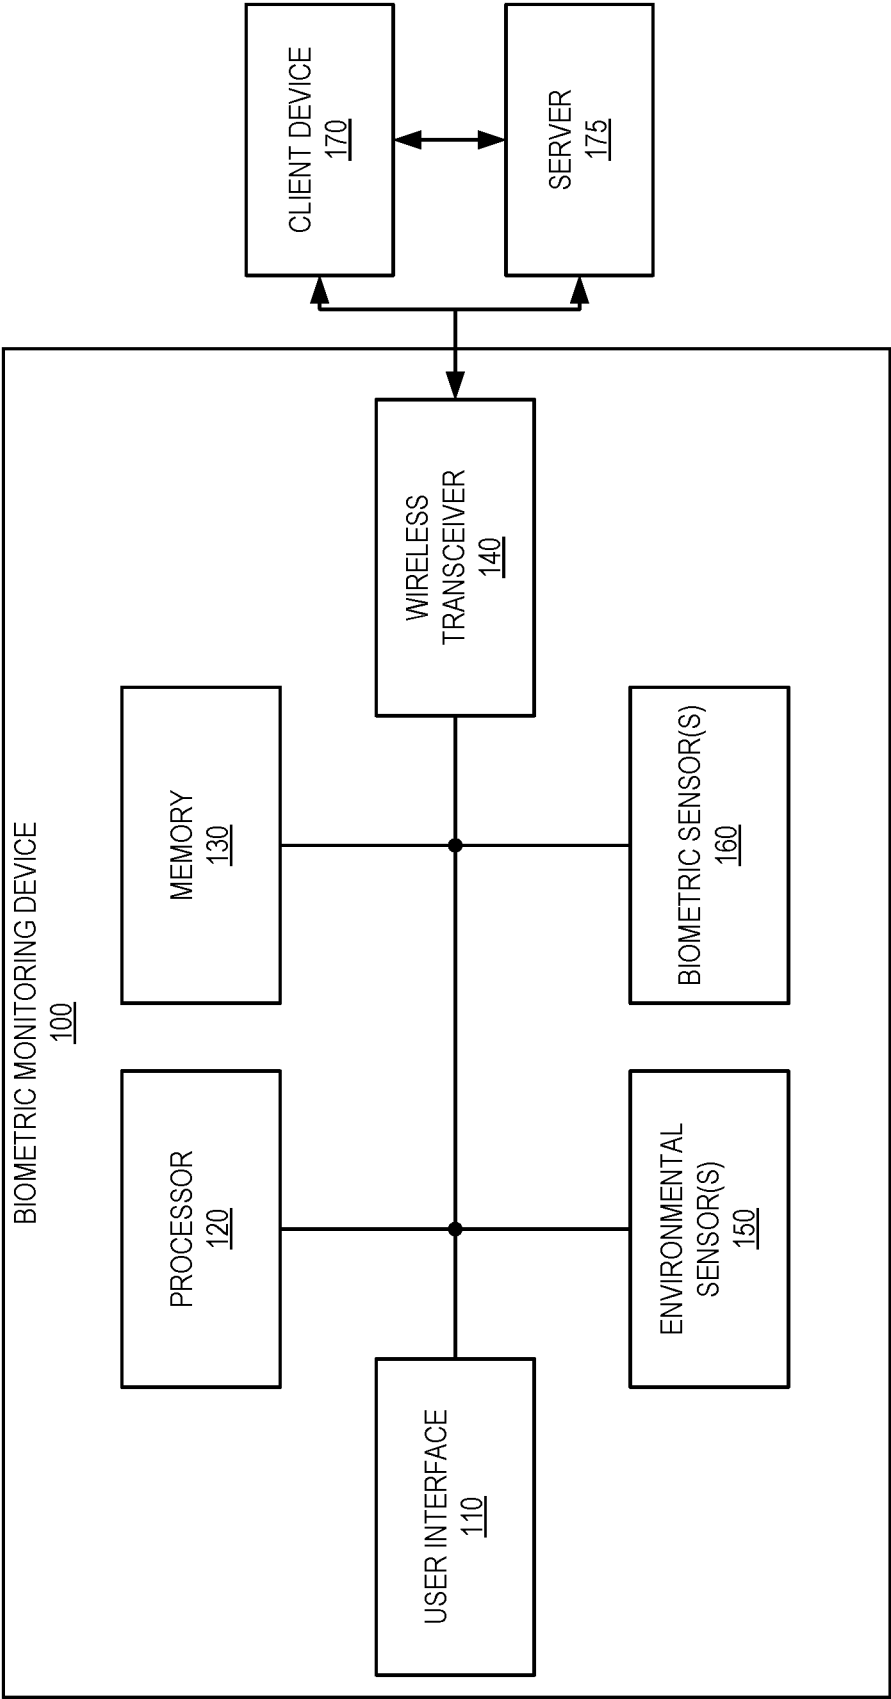 BIOMETRIC MONITORING DEVICE
100
USER INTERFACE
110
PROCESSOR
120
MEMORY
130
WIRELESS
TRANSCEIVER
140
ENVIRONMENTAL
SENSOR(S)
150
BIOMETRIC SENSOR(S)
160
CLIENT DEVICE
170
SERVER
175